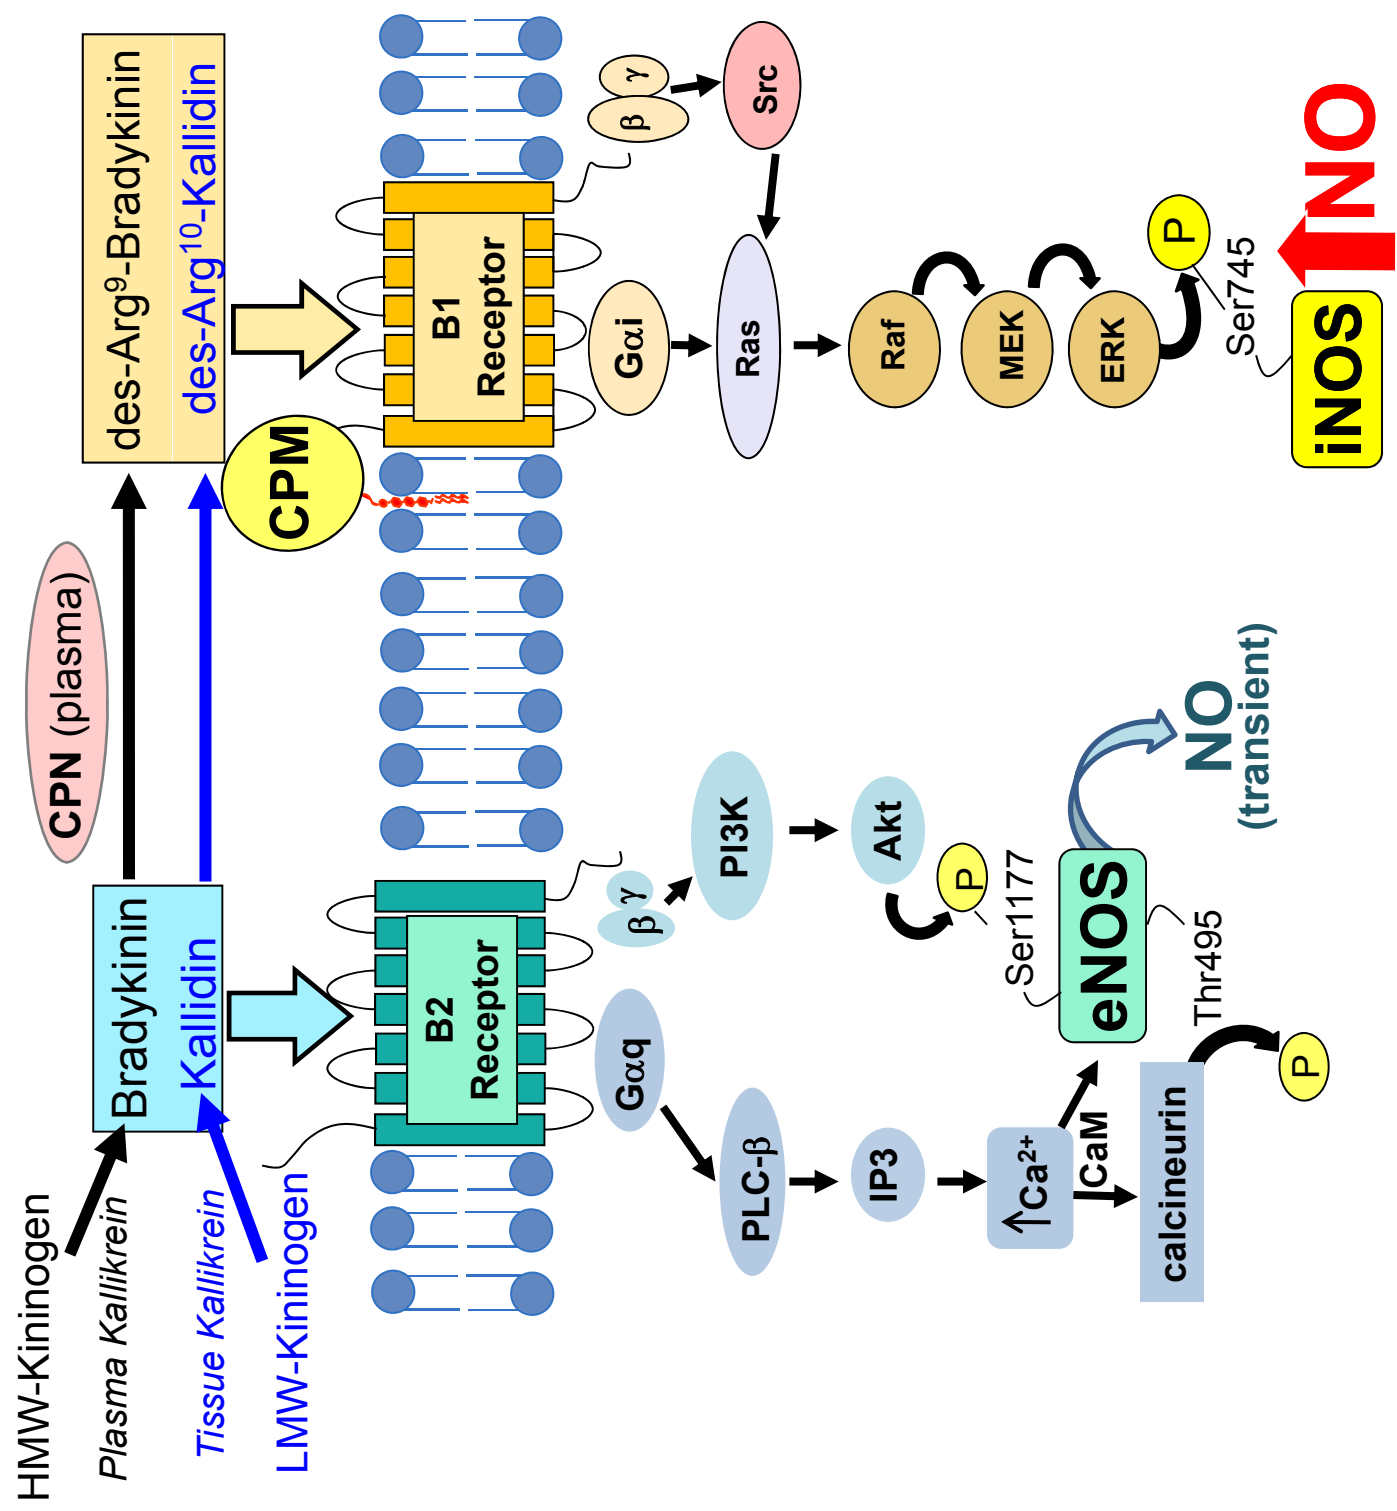 HMW-Kininogen
Plasma Kallikrein
Tissue Kallikrein
LMW-Kininogen
Bradykinin
Kallidin
CPN (plasma)
des-Arg⁹-Bradykinin
des-Arg¹⁰-Kallidin
CPM
B2
Receptor
B1
Receptor
Gαq
β γ
PI3K
Akt
P
Ser1177
PLC-β
IP3
↑Ca²⁺
CaM
calcineurin
P
Thr495
eNOS
NO
(transient)
Gαi
β γ
Src
Ras
Raf
MEK
ERK
P
Ser745
iNOS
NO